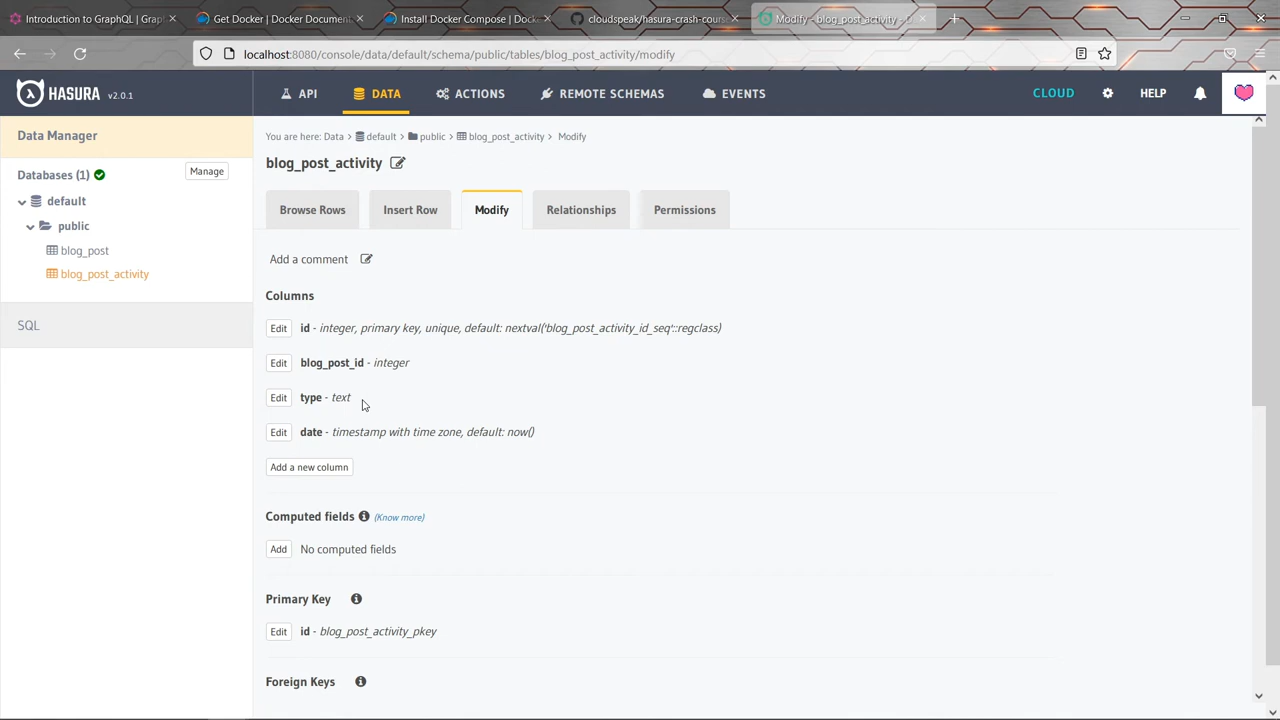 Introduction to GraphQL | Grap
Get Docker | Docker Document
Install Docker Compose | Dock
cloudspeak/hasura-crash-cours
Modify - blog_post_activity - D
localhost:8080/console/data/default/schema/public/tables/blog_post_activity/modify
HASURA v2.0.1
API
DATA
ACTIONS
REMOTE SCHEMAS
EVENTS
CLOUD
HELP
Data Manager
Databases (1)
Manage
default
public
blog_post
blog_post_activity
SQL
You are here: Data > default > public > blog_post_activity > Modify
blog_post_activity
Browse Rows
Insert Row
Modify
Relationships
Permissions
Add a comment
Columns
Edit id - integer, primary key, unique, default: nextval('blog_post_activity_id_seq'::regclass)
Edit blog_post_id - integer
Edit type - text
Edit date - timestamp with time zone, default: now()
Add a new column
Computed fields (Know more)
Add No computed fields
Primary Key
Edit id - blog_post_activity_pkey
Foreign Keys